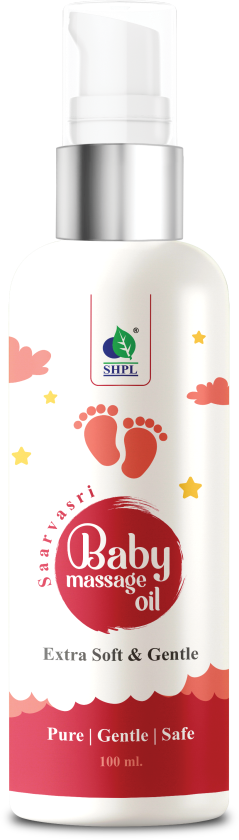 ®
SHPL
Saarvasri
Baby
massage
oil
Extra Soft & Gentle
Pure | Gentle | Safe
100 ml.